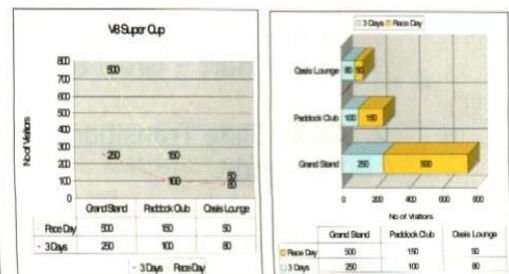 V8 Super Cup
No of Visitors
800
700
600
500
400
300
200
100
0
500
250
150
100
50
80
Grand Stand Paddock Club Oasis Lounge
Race Day 500 150 50
3 Days 250 100 80
3 Days Race Day
3 Days Race Day
Oasis Lounge
80 50
Paddock Club
100 150
Grand Stand
250 500
0 200 400 600 800
No of Visitors
Grand Stand Paddock Club Oasis Lounge
Race Day 500 150 50
3 Days 250 100 80